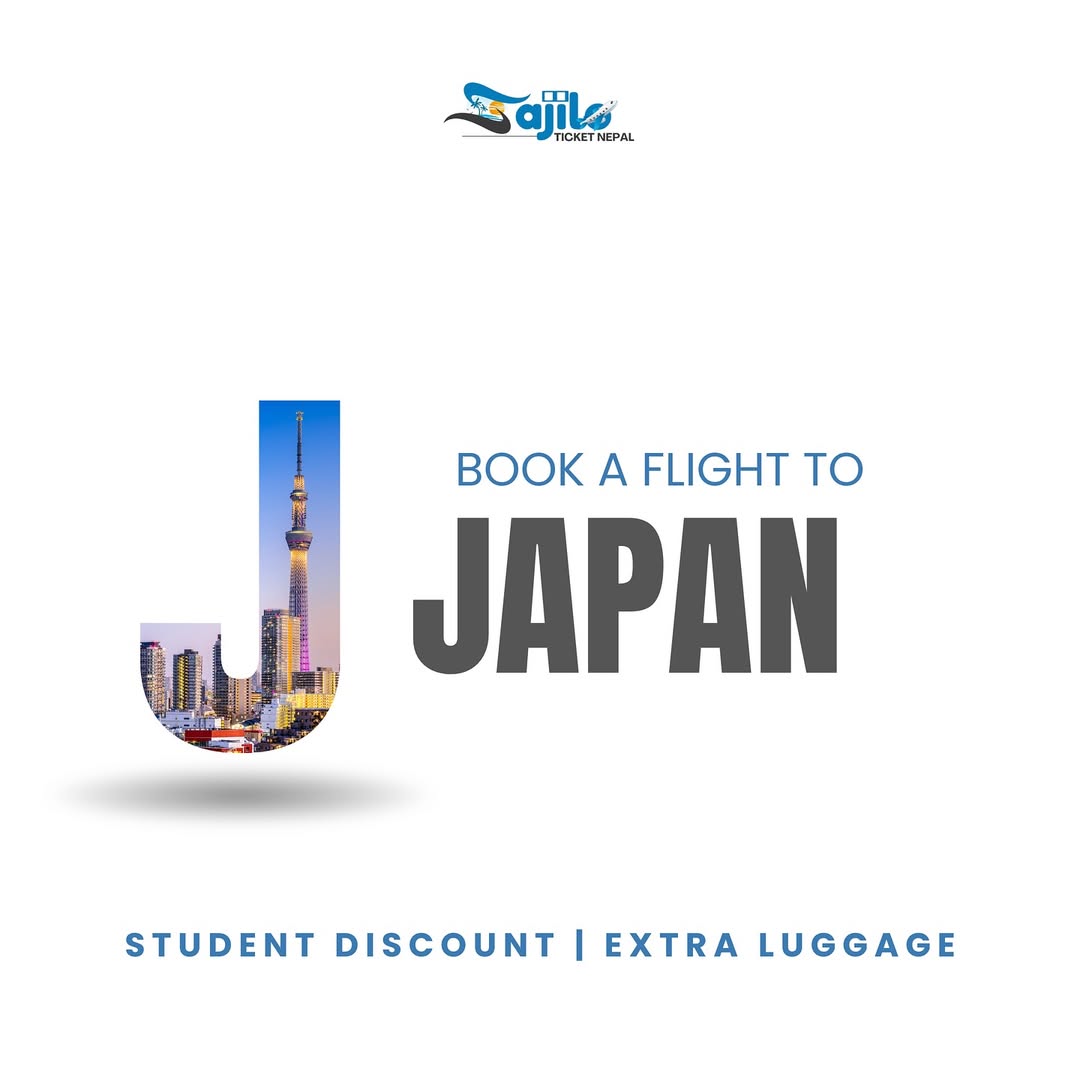 Sajilo
TICKET NEPAL
BOOK A FLIGHT TO
J JAPAN
STUDENT DISCOUNT | EXTRA LUGGAGE